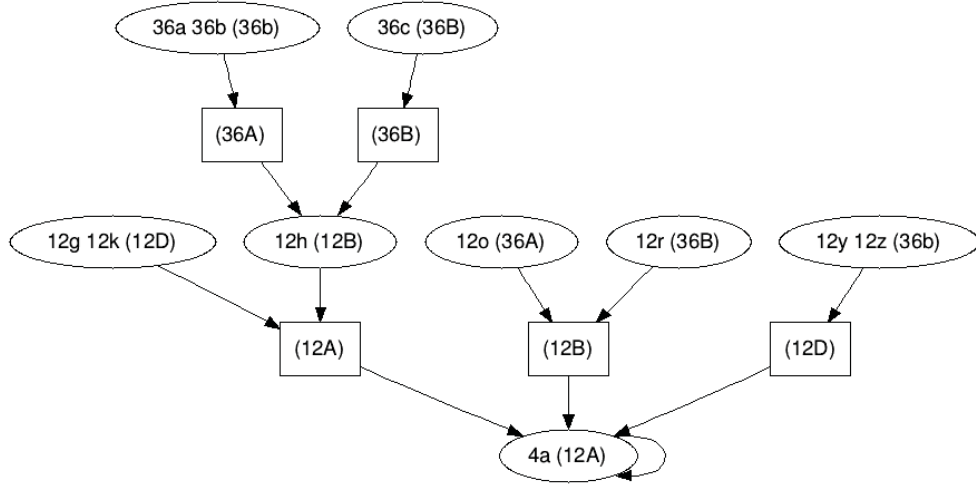 36a 36b (36b)
36c (36B)
(36A)
(36B)
12g 12k (12D)
12h (12B)
12o (36A)
12r (36B)
12y 12z (36b)
(12A)
(12B)
(12D)
4a (12A)